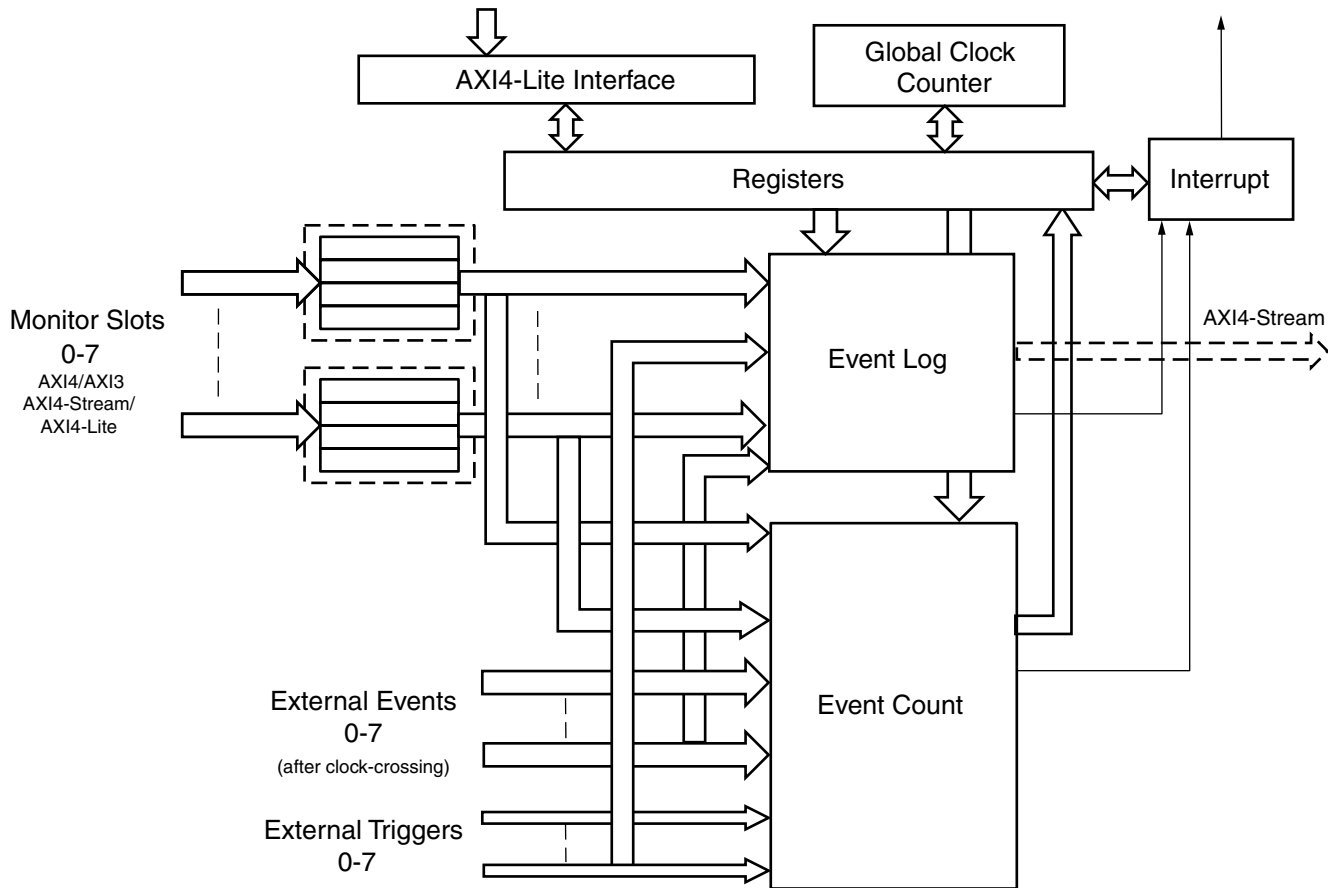 AXI4-Lite Interface
Global Clock
Counter
Registers
Interrupt
Monitor Slots
0-7
AXI4/AXI3
AXI4-Stream/
AXI4-Lite
Event Log
AXI4-Stream
External Events
0-7
(after clock-crossing)
Event Count
External Triggers
0-7